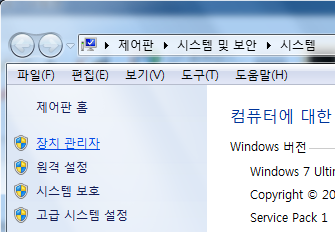 제어판 시스템 및 보안 시스템
파일(F) 편집(E) 보기(V) 도구(T) 도움말(H)
제어판 홈
장치 관리자
원격 설정
시스템 보호
고급 시스템 설정
컴퓨터에 대한
Windows 버전
Windows 7
Copyright © 20
Service Pack 1